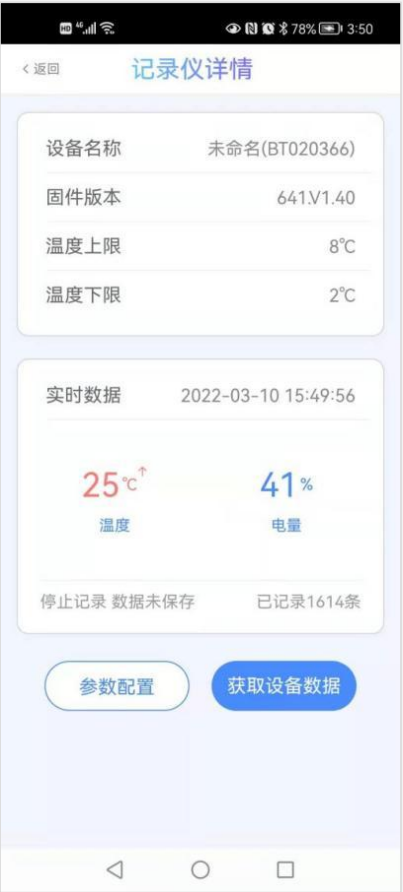 HD 4G 78% 3:50
<返回 记录仪详情
设备名称 未命名(BT020366)
固件版本 641.V1.40
温度上限 8℃
温度下限 2℃
实时数据 2022-03-10 15:49:56
25℃↑ 41%
温度 电量
停止记录 数据未保存 已记录1614条
参数配置 获取设备数据